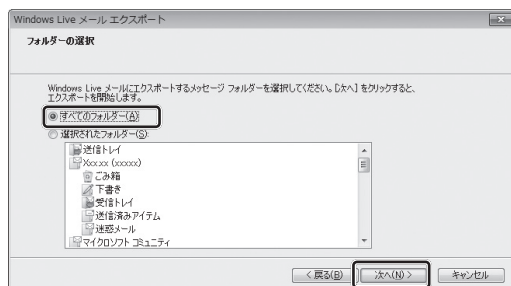 Windows Live メール エクスポート
フォルダーの選択
Windows Live メールにエクスポートするメッセージ フォルダーを選択してください。[次へ] をクリックすると、
エクスポートを開始します。
すべてのフォルダー(A)
選択されたフォルダー(S):
送信トレイ
Xxx.xx (xxxxx)
ごみ箱
下書き
受信トレイ
送信済みアイテム
迷惑メール
マイクロソフト コミュニティ
< 戻る(B)
次へ(N) >
キャンセル